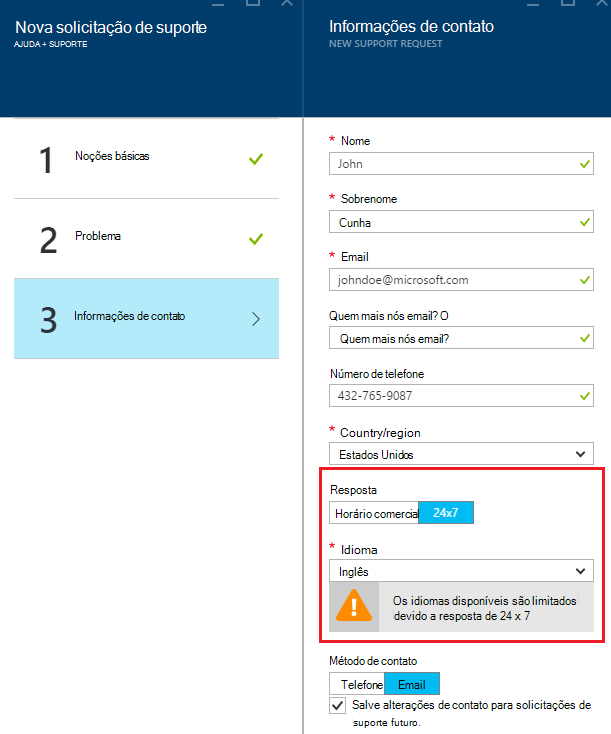 Nova solicitação de suporte
AJUDA + SUPORTE
1
Noções básicas
2
Problema
3
Informações de contato
Informações de contato
NEW SUPPORT REQUEST
* Nome
John
* Sobrenome
Cunha
* Email
johndoe@microsoft.com
Quem mais nós email? O
Quem mais nós email?
Número de telefone
432-765-9087
* Country/region
Estados Unidos
Resposta
Horário comercial 24x7
* Idioma
Inglês
Os idiomas disponíveis são limitados
devido a resposta de 24 x 7
Método de contato
Telefone Email
Salve alterações de contato para solicitações de
suporte futuro.